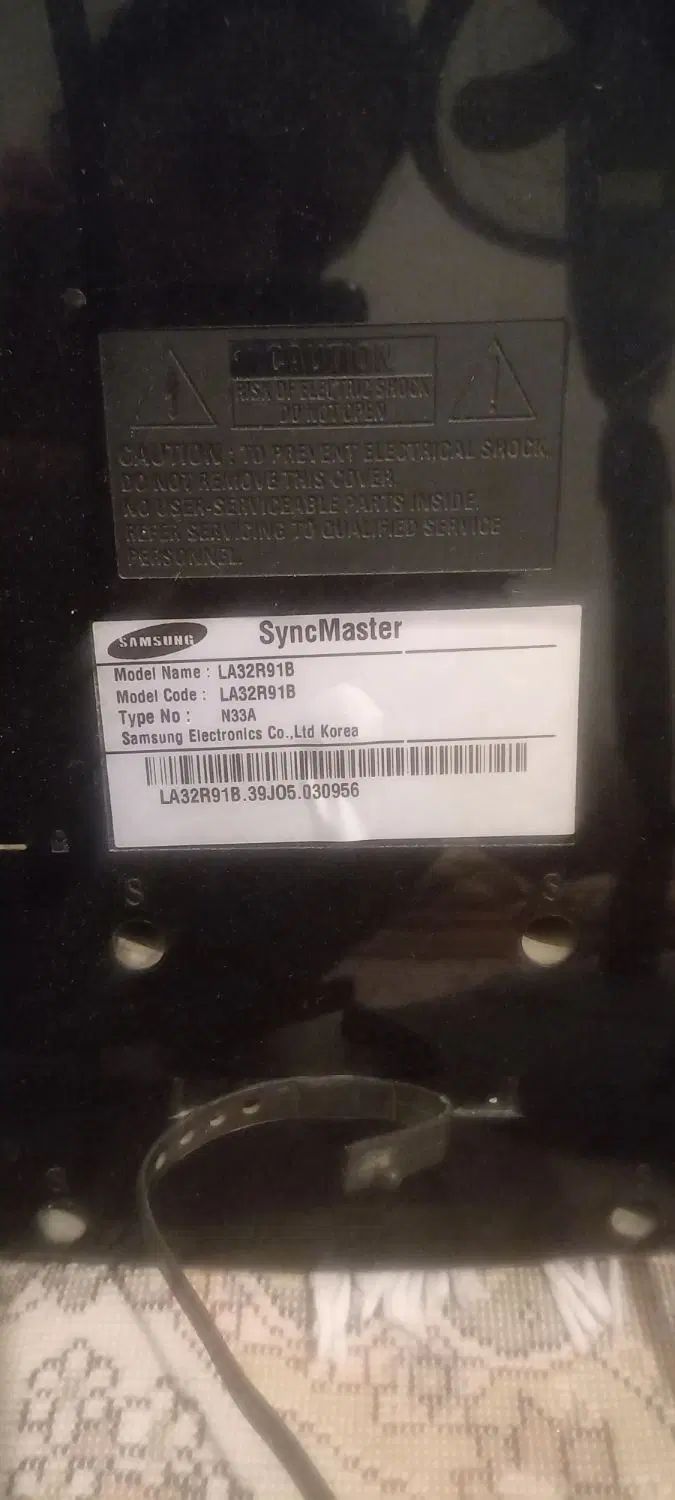 CAUTION
RISK OF ELECTRIC SHOCK
DO NOT OPEN
CAUTION : TO PREVENT ELECTRICAL SHOCK,
DO NOT REMOVE THIS COVER.
NO USER-SERVICEABLE PARTS INSIDE.
REFER SERVICING TO QUALIFIED SERVICE
PERSONNEL.
SAMSUNG SyncMaster
Model Name : LA32R91B
Model Code : LA32R91B
Type No : N33A
Samsung Electronics Co.,Ltd Korea
LA32R91B.39JO5.030956
S S